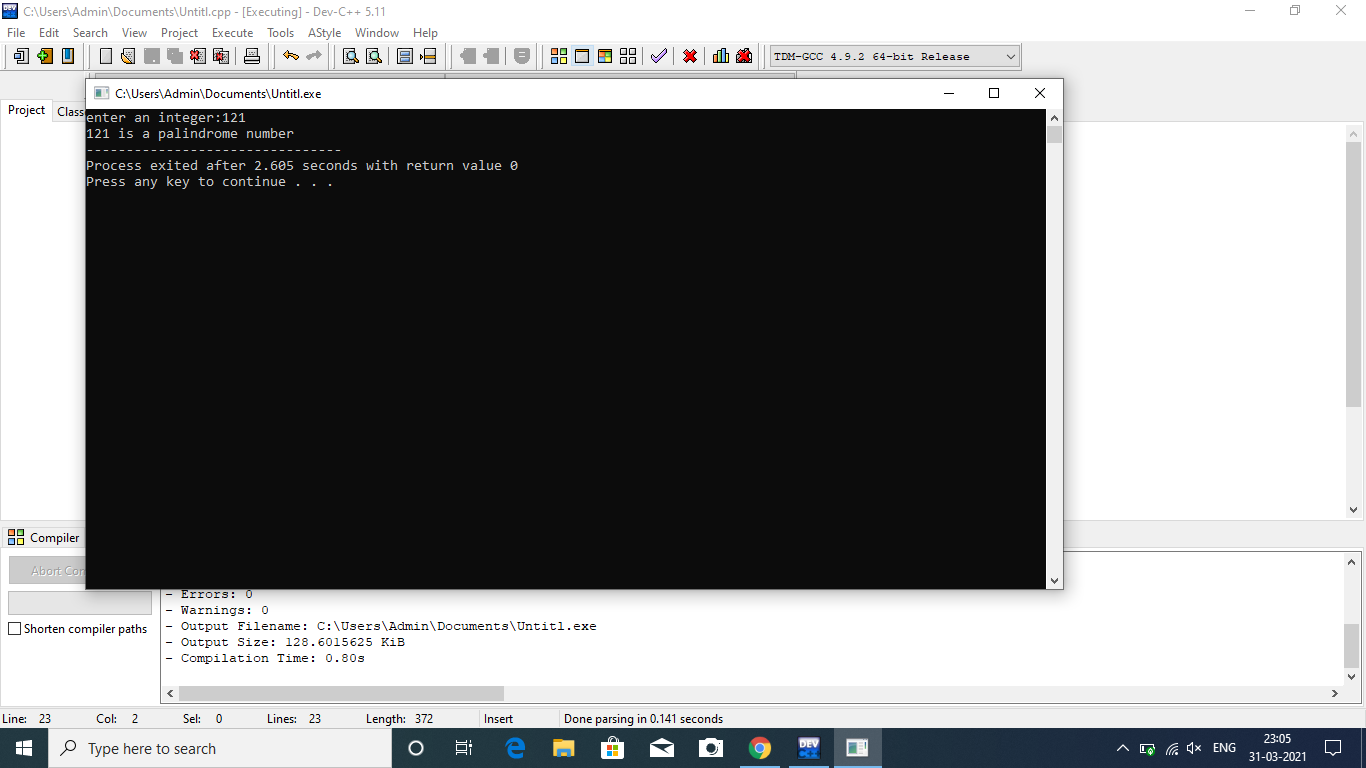 C:\Users\Admin\Documents\Untitl.cpp - [Executing] - Dev-C++ 5.11
File Edit Search View Project Execute Tools AStyle Window Help
TDM-GCC 4.9.2 64-bit Release
Project Class
C:\Users\Admin\Documents\Untitl.exe
enter an integer:121
121 is a palindrome number
--------------------------------
Process exited after 2.605 seconds with return value 0
Press any key to continue . . .
Compiler
Abort Con
Shorten compiler paths
- Errors: 0
- Warnings: 0
- Output Filename: C:\Users\Admin\Documents\Untitl.exe
- Output Size: 128.6015625 KiB
- Compilation Time: 0.80s
Line: 23 Col: 2 Sel: 0 Lines: 23 Length: 372 Insert Done parsing in 0.141 seconds
Type here to search
DEV C++
ENG
23:05
31-03-2021